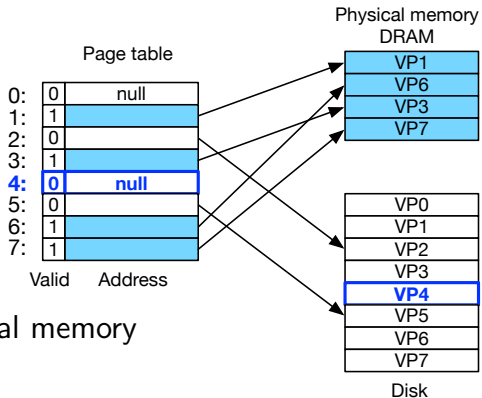 Physical memory
DRAM
Page table
VP1
VP6
VP3
VP7
0: 0 null
1: 1
2: 0
3: 1
4: 0 null
5: 0
6: 1
7: 1
Valid Address
VP0
VP1
VP2
VP3
VP4
VP5
VP6
VP7
Disk
al memory